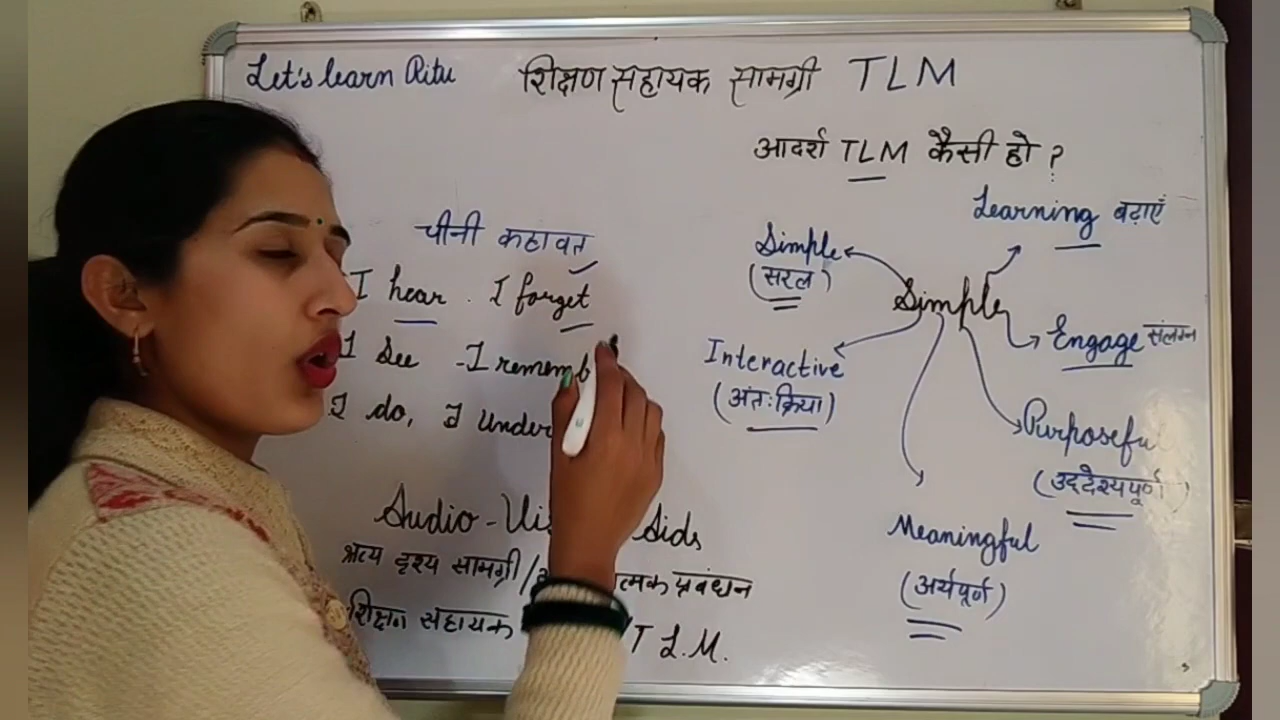 Let's learn Ritu
शिक्षण सहायक सामग्री TLM
आदर्श TLM कैसी हो ?
चीनी कहावत
I hear . I forget
I See - I rememb
I do, I Under
Audio - Vis Aids
श्रव्य दृश्य सामग्री / त्मक प्रबंधन
शिक्षण सहायक / T L.M.
Simple
Learning बढ़ाएं
Simple
(सरल)
Engage संलग्न
Interactive
(अंतःक्रिया)
Purposeful
(उद्देश्यपूर्ण)
Meaningful
(अर्थपूर्ण)